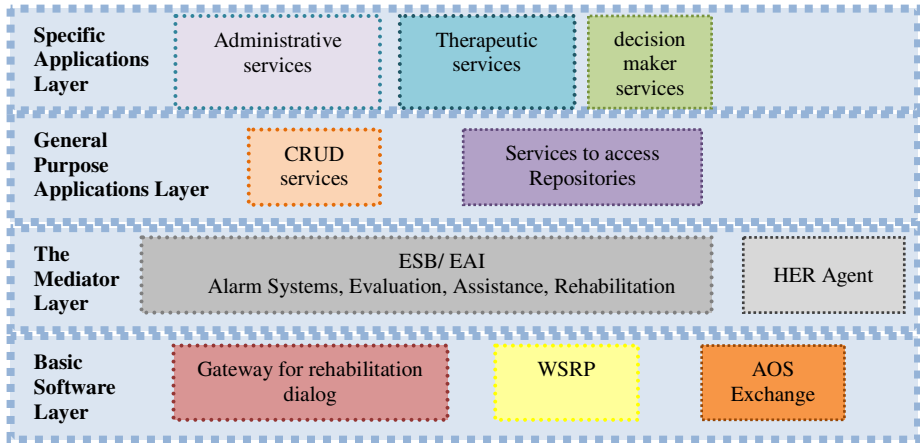 Specific
Applications
Layer
Administrative
services
Therapeutic
services
decision
maker
services
General
Purpose
Applications Layer
CRUD
services
Services to access
Repositories
The
Mediator
Layer
ESB/ EAI
Alarm Systems, Evaluation, Assistance, Rehabilitation
HER Agent
Basic
Software
Layer
Gateway for rehabilitation
dialog
WSRP
AOS
Exchange